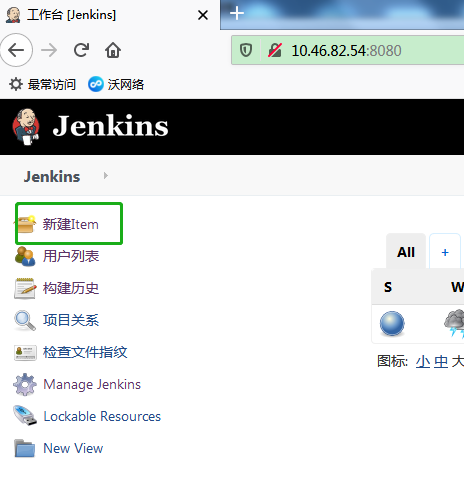 工作台 [Jenkins]
10.46.82.54:8080
最常访问 沃网络
Jenkins
Jenkins
新建Item
用户列表
构建历史
项目关系
检查文件指纹
Manage Jenkins
Lockable Resources
New View
All +
S W
图标: 小 中 大